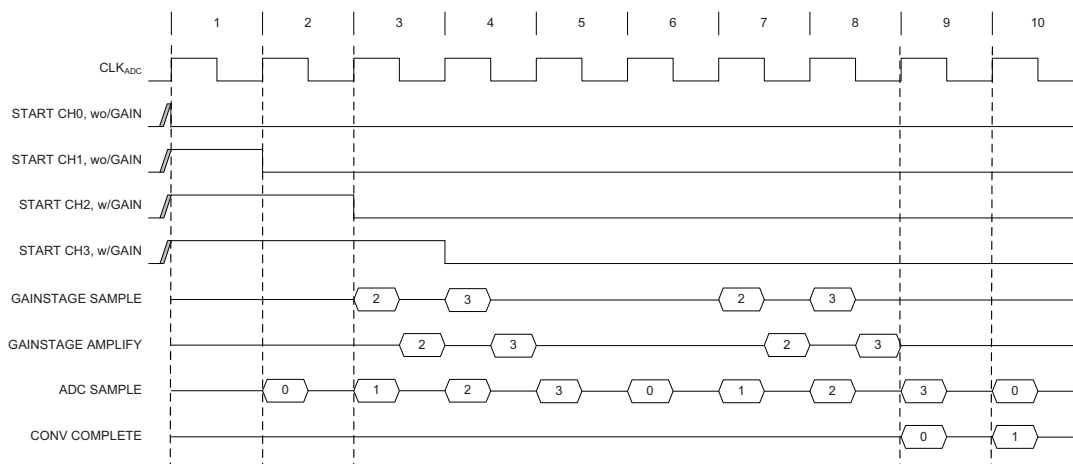 1 2 3 4 5 6 7 8 9 10
CLKADC
START CH0, wo/GAIN
START CH1, wo/GAIN
START CH2, w/GAIN
START CH3, w/GAIN
GAINSTAGE SAMPLE 2 3 2 3
GAINSTAGE AMPLIFY 2 3 2 3
ADC SAMPLE 0 1 2 3 0 1 2 3 0
CONV COMPLETE 0 1